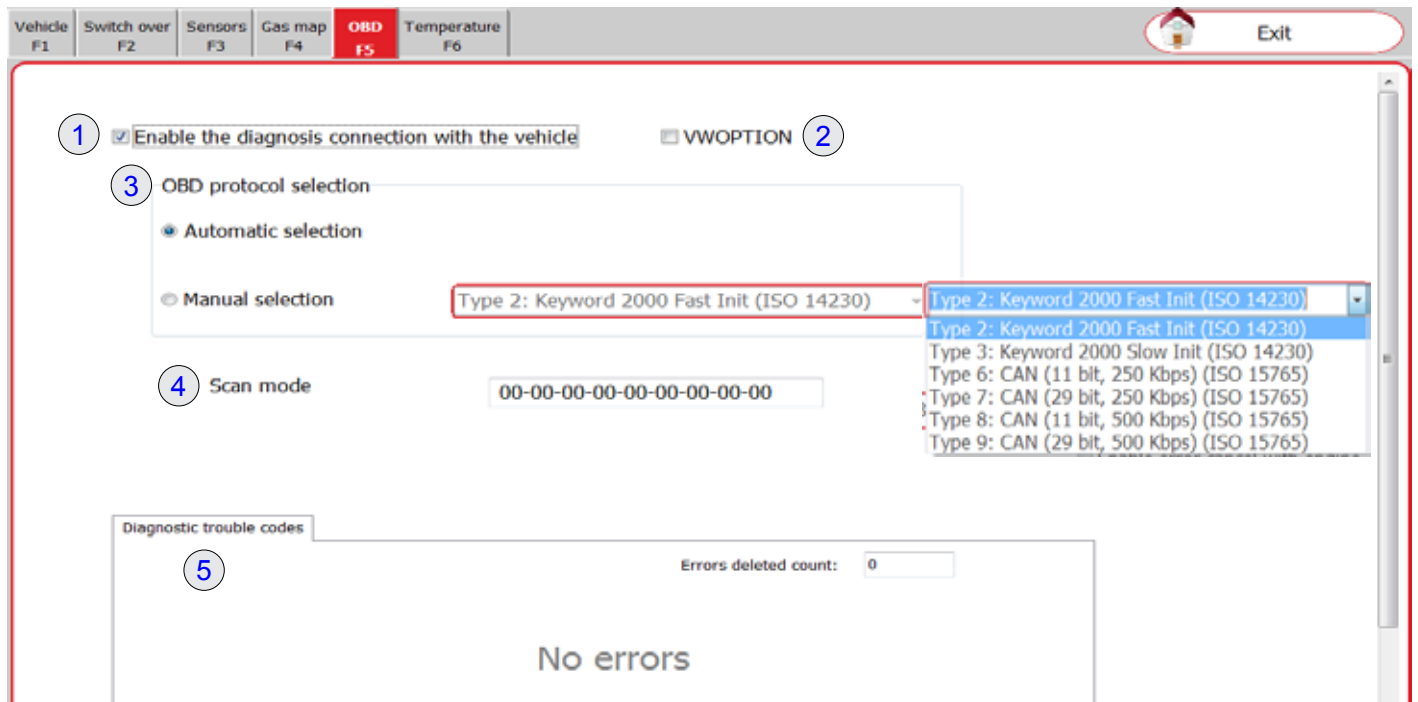 Vehicle Switch over Sensors Gas map OBD Temperature
F1 F2 F3 F4 F5 F6
Exit
1 Enable the diagnosis connection with the vehicle VWOPTION 2
3 OBD protocol selection
Automatic selection
Manual selection Type 2: Keyword 2000 Fast Init (ISO 14230) Type 2: Keyword 2000 Fast Init (ISO 14230)
Type 2: Keyword 2000 Fast Init (ISO 14230)
Type 3: Keyword 2000 Slow Init (ISO 14230)
Type 6: CAN (11 bit, 250 Kbps) (ISO 15765)
Type 7: CAN (29 bit, 250 Kbps) (ISO 15765)
Type 8: CAN (11 bit, 500 Kbps) (ISO 15765)
Type 9: CAN (29 bit, 500 Kbps) (ISO 15765)
4 Scan mode 00-00-00-00-00-00-00-00-00
Diagnostic trouble codes
5 Errors deleted count: 0
No errors